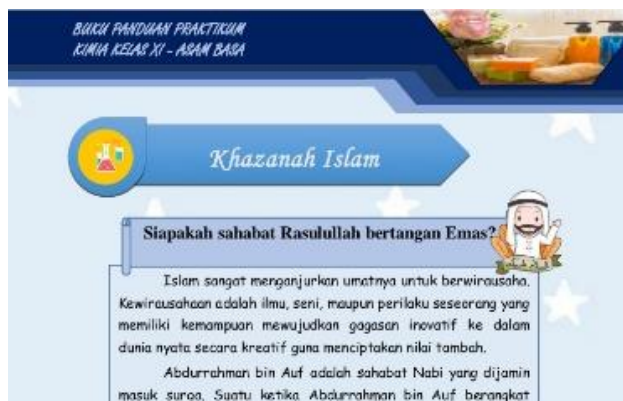 BUKU PANDUAN PRAKTIKUM
KIMIA KELAS XI – ASAM BASA
Khazanah Islam
Siapakah sahabat Rasulullah bertangan Emas?
Islam sangat menganjurkan umatnya untuk berwirausaha.
Kewirausahaan adalah ilmu, seni, maupun perilaku seseorang yang
memiliki kemampuan mewujudkan gagasan inovatif ke dalam
dunia nyata secara kreatif guna menciptakan nilai tambah.
Abdurrahman bin Auf adalah sahabat Nabi yang dijamin
masuk surga. Suatu ketika Abdurrahman bin Auf berangkat